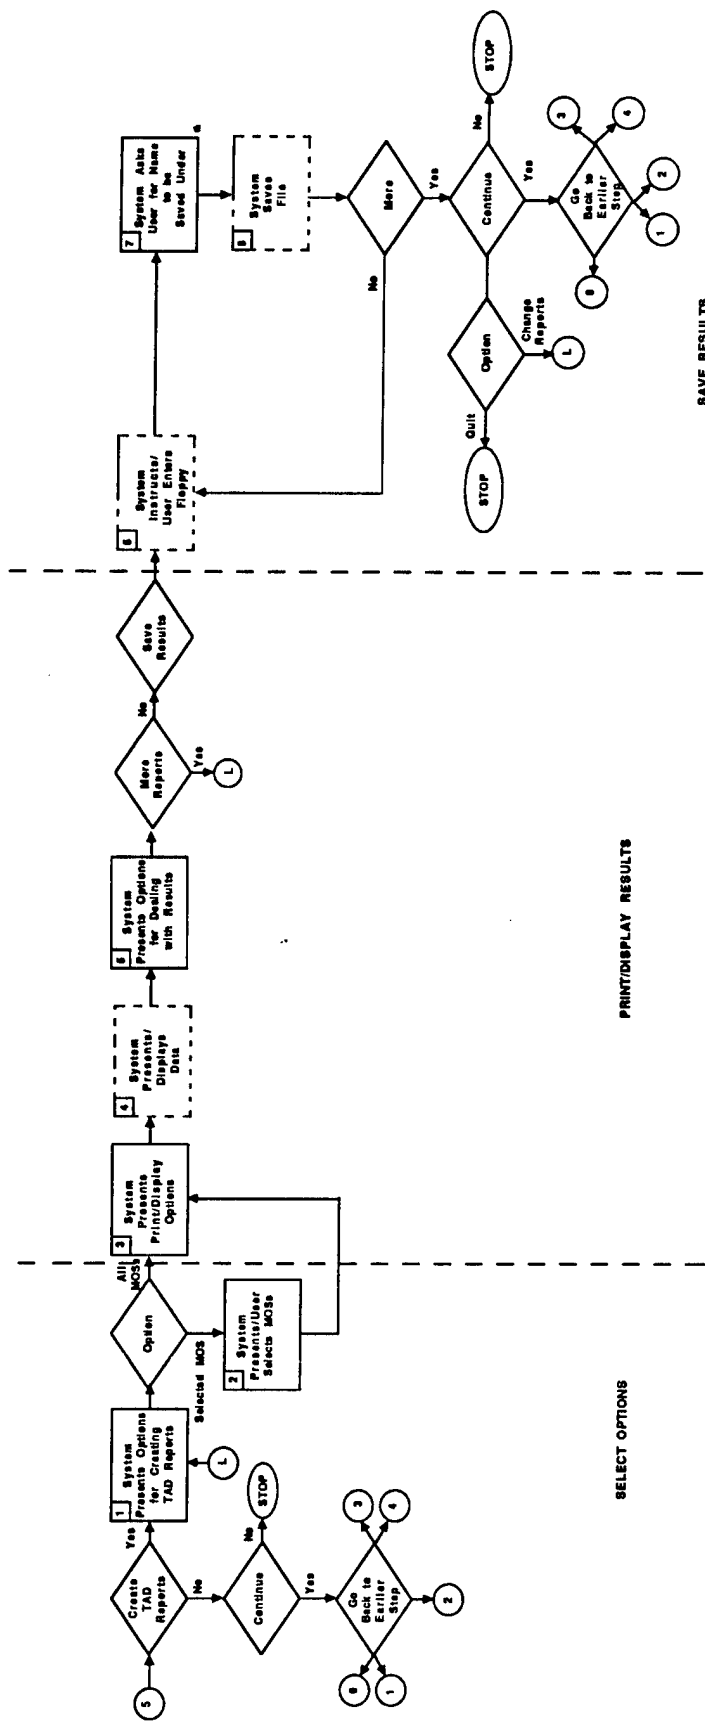 5
Create
TAD
Reports
Yes
No
Continue
No
STOP
Yes
Go
Back to
Earlier
Step
3
4
2
1
6
1
System
Presents Options
for Creating
TAD Reports
L
Option
All
MOSs
Selected MOS
2
System
Presents/User
Selects MOSs
SELECT OPTIONS
3
System
Presents
Print/Display
Options
4
System
Presents/
Displays
Data
5
System
Presents Options
for Dealing
with Results
More
Reports
Yes
L
No
Save
Results
PRINT/DISPLAY RESULTS
6
System
Instructs/
User Enters
Floppy
7
System Asks
User for Name
to be
Saved Under
8
System
Saves
File
More
No
Yes
Continue
No
STOP
Yes
Option
Quit
STOP
Change
Reports
L
Go
Back to
Earlier
Step
3
4
2
1
SAVE RESULTS